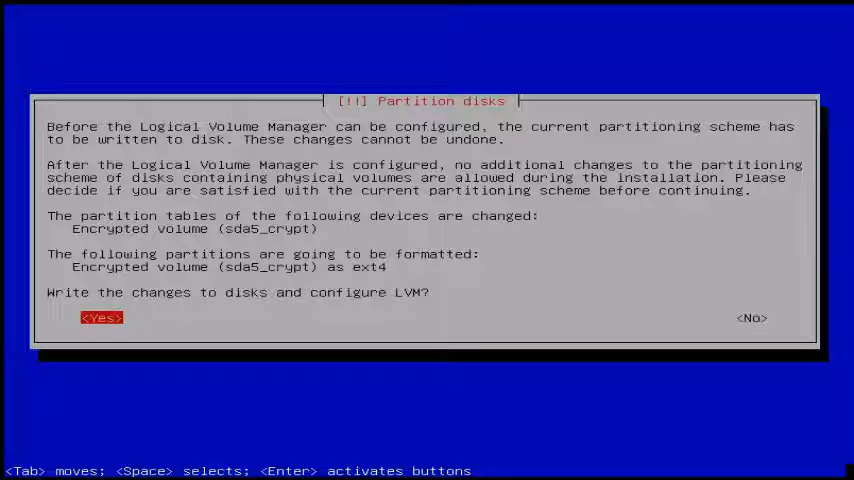 [!!] Partition disks
Before the Logical Volume Manager can be configured, the current partitioning scheme has
to be written to disk. These changes cannot be undone.
After the Logical Volume Manager is configured, no additional changes to the partitioning
scheme of disks containing physical volumes are allowed during the installation. Please
decide if you are satisfied with the current partitioning scheme before continuing.
The partition tables of the following devices are changed:
Encrypted volume (sda5_crypt)
The following partitions are going to be formatted:
Encrypted volume (sda5_crypt) as ext4
Write the changes to disks and configure LVM?
<Yes> <No>
<Tab> moves; <Space> selects; <Enter> activates buttons